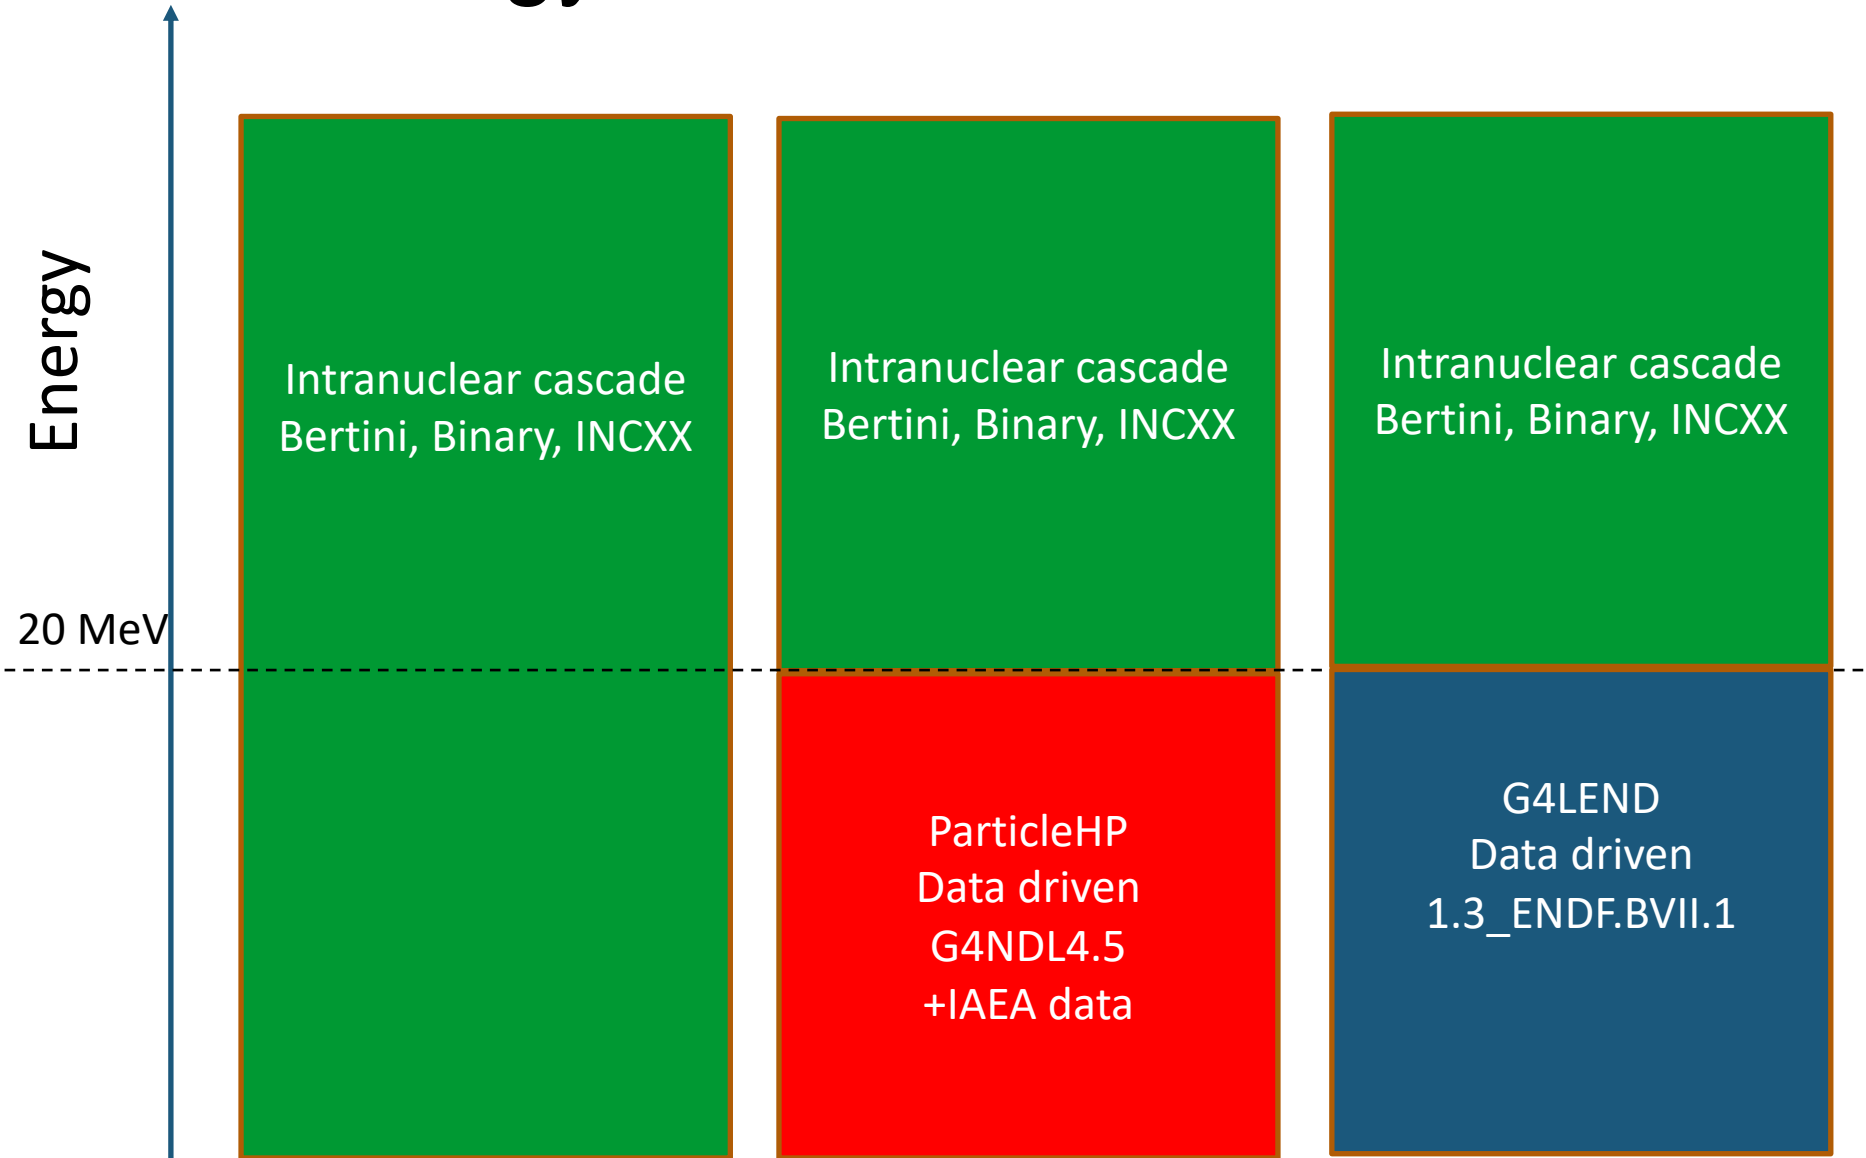 Energy
20 MeV
Intranuclear cascade
Bertini, Binary, INCXX
Intranuclear cascade
Bertini, Binary, INCXX
Intranuclear cascade
Bertini, Binary, INCXX
ParticleHP
Data driven
G4NDL4.5
+IAEA data
G4LEND
Data driven
1.3_ENDF.BVII.1